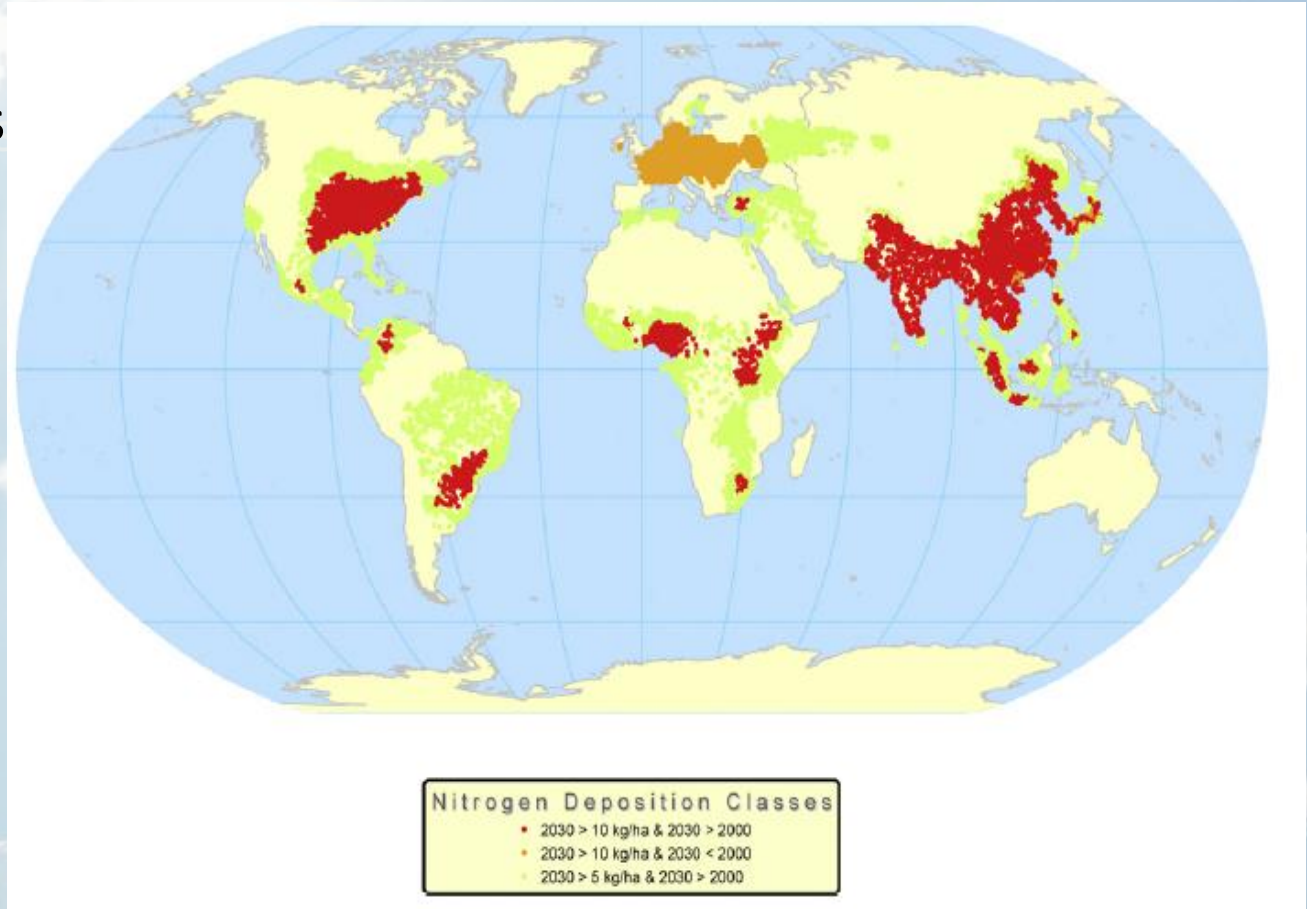 s
Nitrogen Deposition Classes
2030 > 10 kg/ha & 2030 > 2000
2030 > 10 kg/ha & 2030 < 2000
2030 > 5 kg/ha & 2030 > 2000